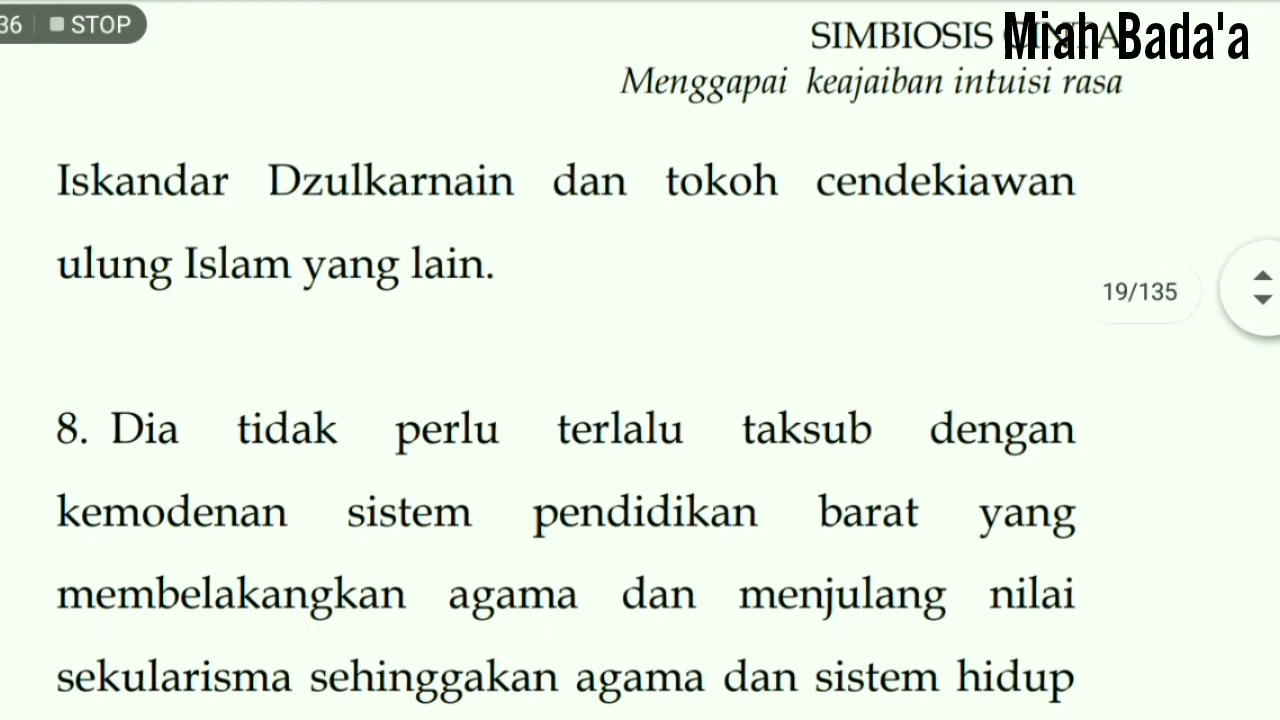 36 STOP
SIMBIOSIS CINTA
Miah Bada'a
Menggapai keajaiban intuisi rasa
Iskandar Dzulkarnain dan tokoh cendekiawan
ulung Islam yang lain.
19/135
8. Dia tidak perlu terlalu taksub dengan
kemodenan sistem pendidikan barat yang
membelakangkan agama dan menjulang nilai
sekularisma sehinggakan agama dan sistem hidup